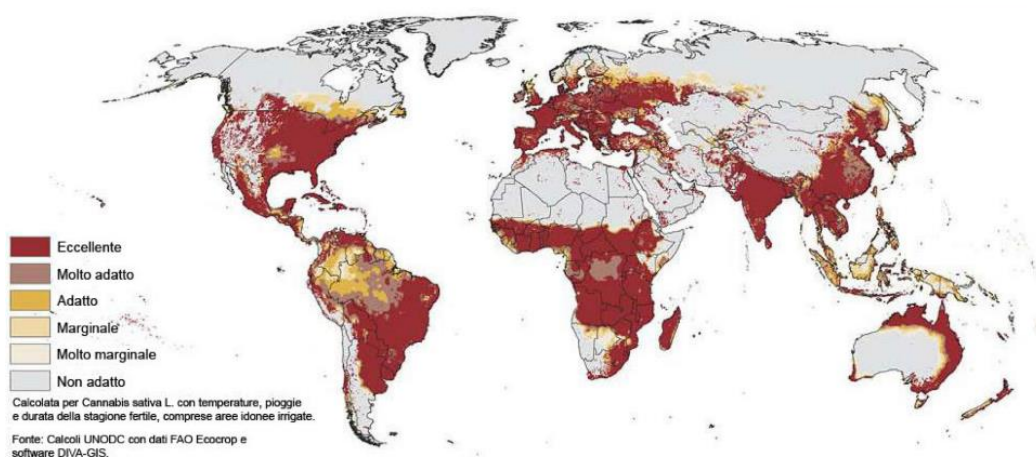 Eccellente
Molto adatto
Adatto
Marginale
Molto marginale
Non adatto
Calcolata per Cannabis sativa L. con temperature, pioggie
e durata della stagione fertile, comprese aree idonee irrigate.
Fonte: Calcoli UNODC con dati FAO Ecocrop e
software DIVA-GIS.